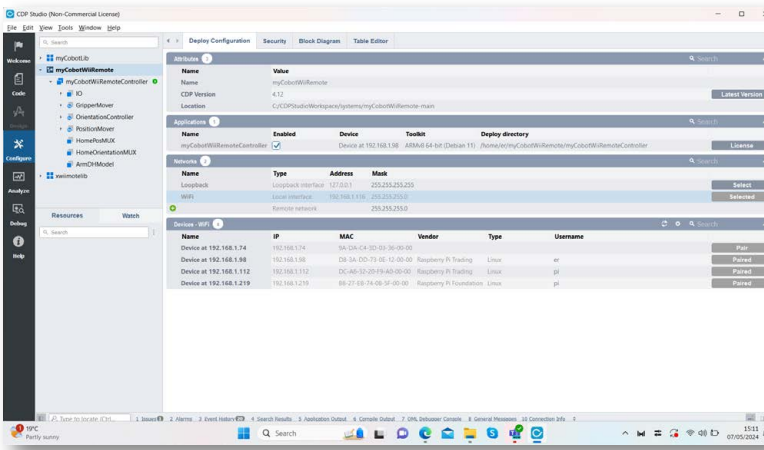 CDP Studio (Non-Commercial License)
File Edit View Tools Window Help
Search
Deploy Configuration Security Block Diagram Table Editor
Welcome
Code
Configure
Analyze
Debug
Help
myCobotLib
myCobotWiiRemote
myCobotWiiRemoteController
IO
GripperMover
OrientationController
PositionMover
HomePosMUX
HomeOrientationMUX
ArmDHModel
xwiimotelib
Resources Watch
Search
Attributes 3 Search
Name Value
Name myCobotWiiRemote
CDP Version 4.12 Latest Version
Location C:/CDPStudioWorkspace/systems/myCobotWiiRemote-main
Applications 1 Search
Name Enabled Device Toolkit Deploy directory
myCobotWiiRemoteController Device at 192.168.1.98 ARMv8 64-bit (Debian 11) /home/er/myCobotWiiRemote/myCobotWiiRemoteController License
Networks Search
Name Type Address Mask
Loopback Loopback interface 127.0.0.1 255.255.255.255 Select
WiFi Local interface 192.168.1.116 255.255.255.0 Selected
Remote network 255.255.255.0
Devices - WiFi 4 Search
Name IP MAC Vendor Type Username
Device at 192.168.1.74 192.168.1.74 Pair
Device at 192.168.1.98 192.168.1.98 Raspberry Pi Trading Linux er Paired
Device at 192.168.1.112 192.168.1.112 Raspberry Pi Trading Linux pi Paired
Device at 192.168.1.219 192.168.1.219 Raspberry Pi Foundation Linux pi Paired
Type to locate (Ctrl... 1 Issues 2 Alarms 3 Event History 4 Search Results 5 Application Output 6 Compile Output 7 QML Debugger Console 8 General Messages 10 Connection Info
19°C
Partly sunny
Search
15:11
07/05/2024